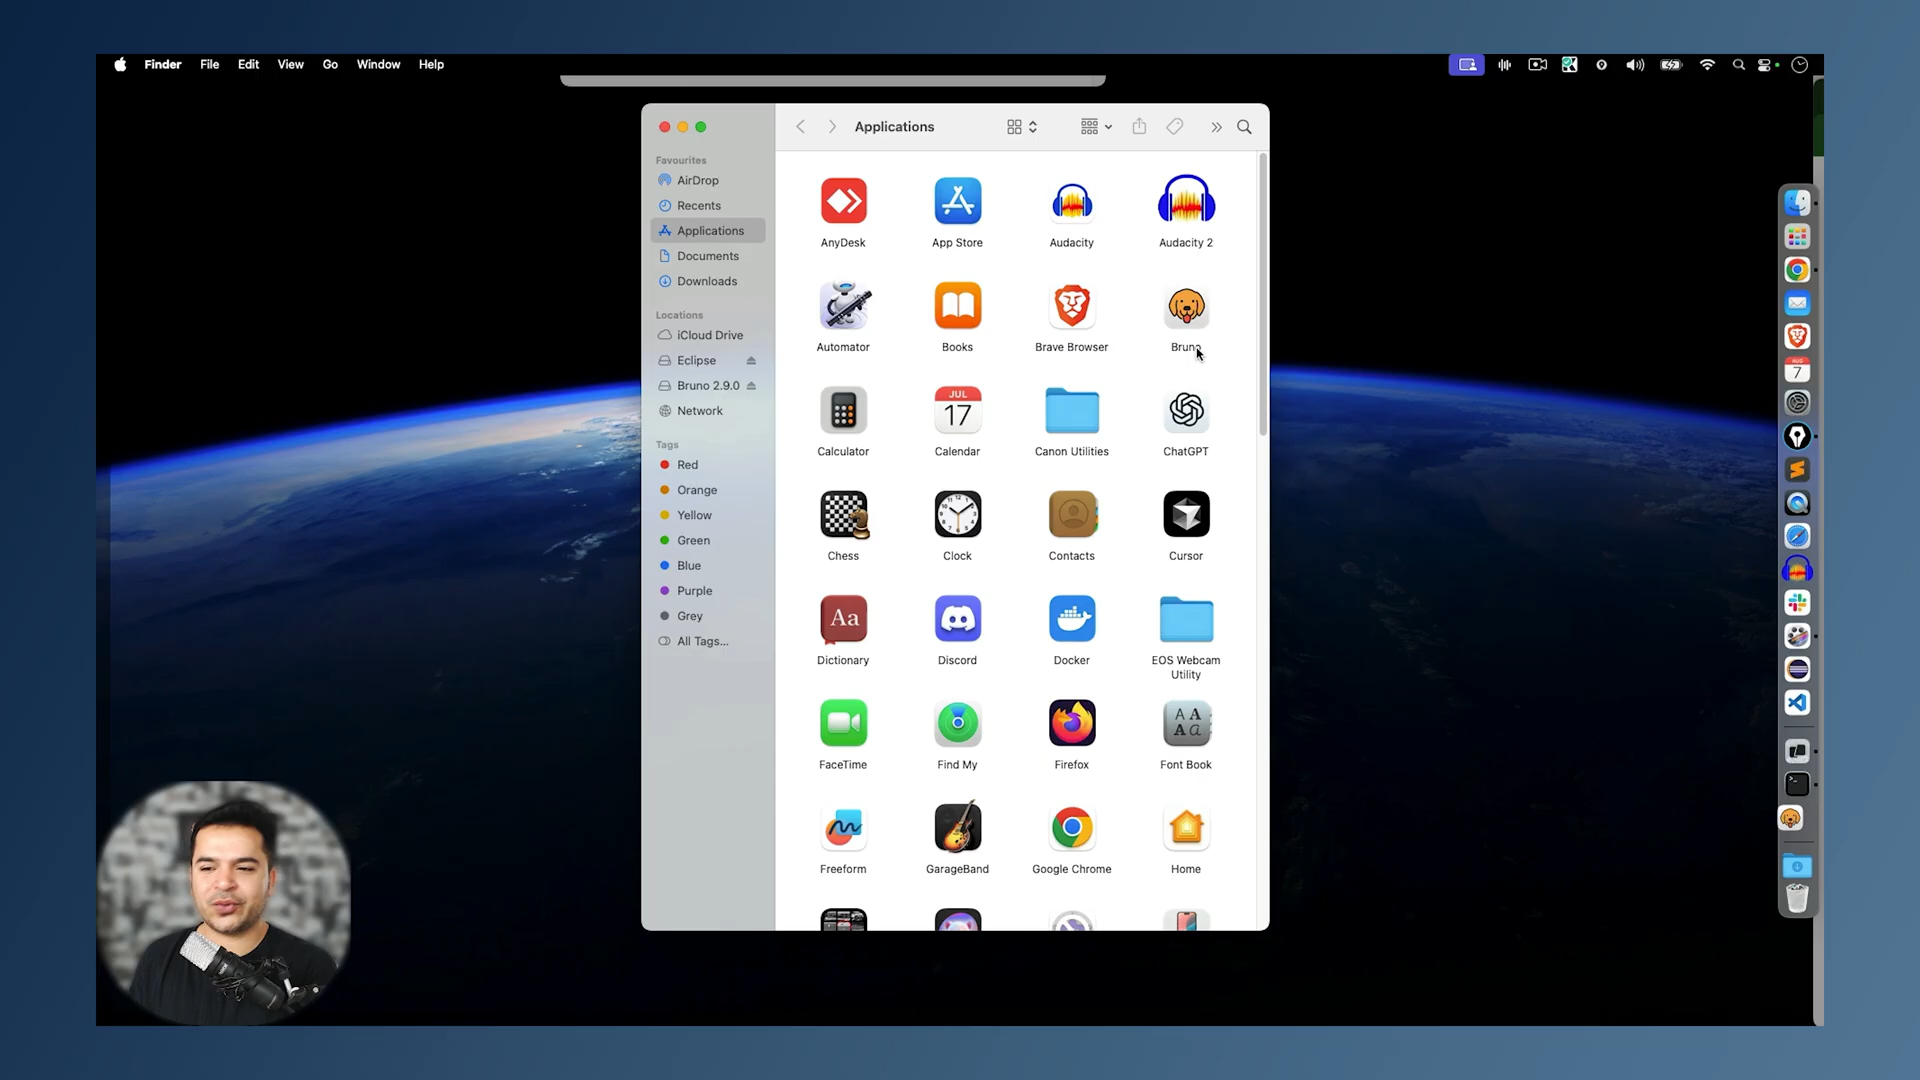 Finder File Edit View Go Window Help
Applications
Favourites
AirDrop
Recents
Applications
Documents
Downloads
Locations
iCloud Drive
Eclipse
Bruno 2.9.0
Network
Tags
Red
Orange
Yellow
Green
Blue
Purple
Grey
All Tags...
AnyDesk App Store Audacity Audacity 2
Automator Books Brave Browser Bruno
JUL
17
Calculator Calendar Canon Utilities ChatGPT
12
Chess Clock Contacts Cursor
Aa
Dictionary Discord Docker EOS Webcam
Utility
A A
A a
FaceTime Find My Firefox Font Book
Freeform GarageBand Google Chrome Home
AUG
7